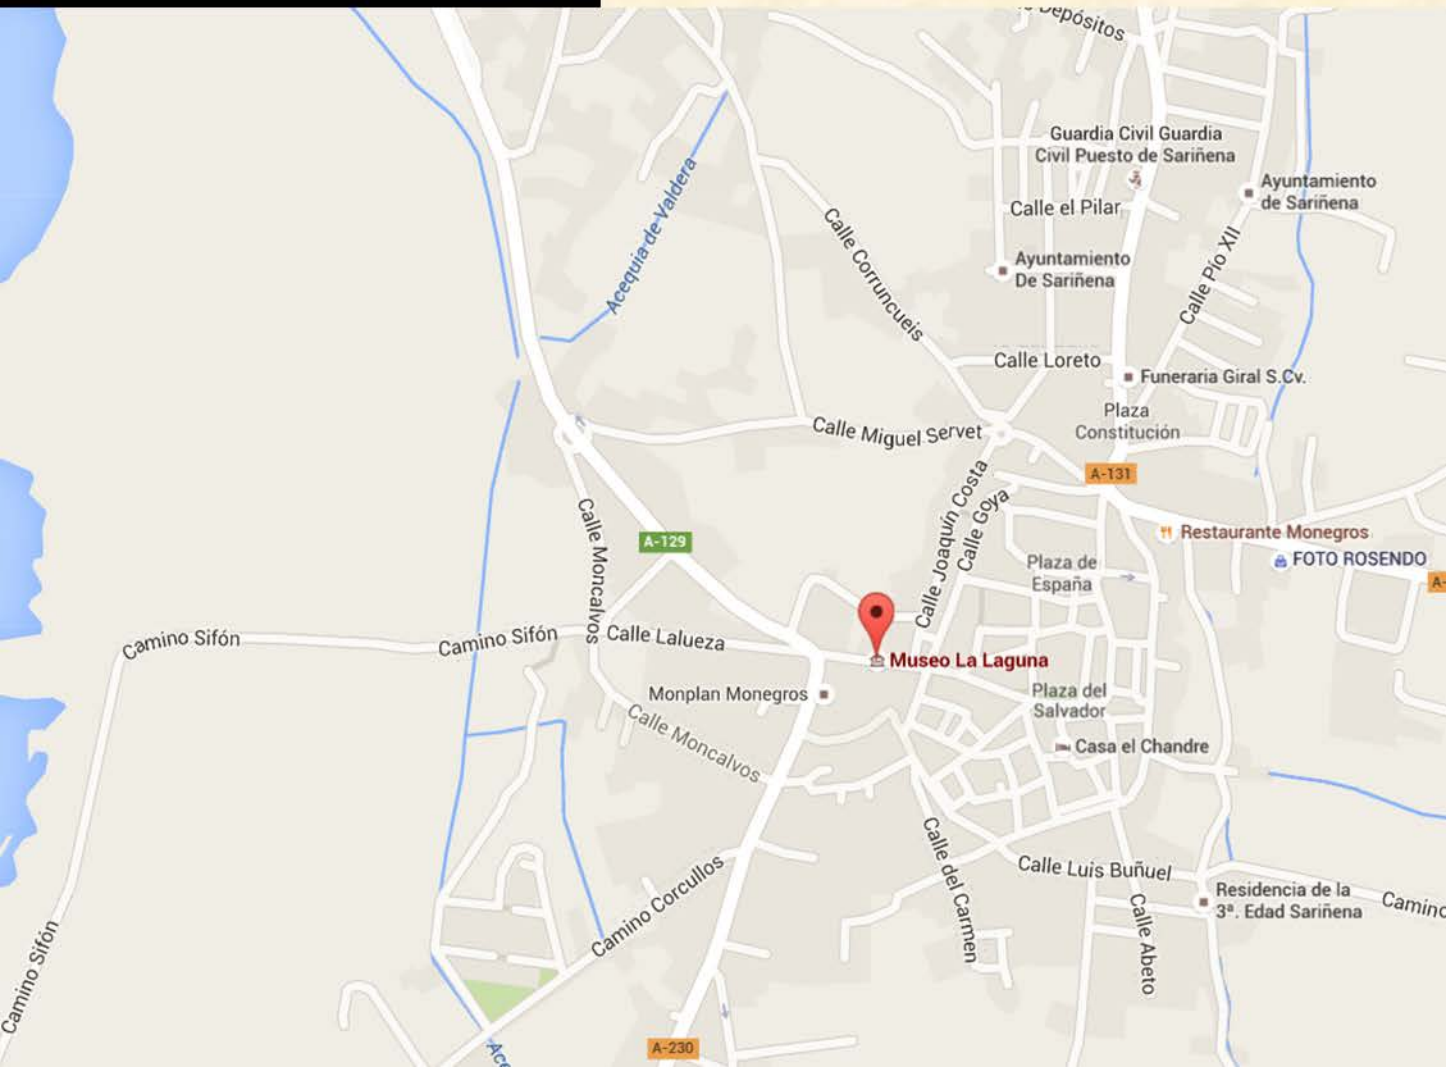 Depósitos
Guardia Civil Guardia
Civil Puesto de Sariñena
Ayuntamiento
de Sariñena
Calle el Pilar
Acequia de Valdera
Calle Corruncueis
Calle Pío XII
Ayuntamiento
De Sariñena
Calle Loreto
Funeraria Giral S.Cv.
Plaza
Constitución
Calle Miguel Servet
A-131
Calle Joaquín Costa
Calle Goya
Calle Moncalvos
A-129
Restaurante Monegros
FOTO ROSENDO
Plaza de
España
A-
Camino Sifón
Camino Sifón
Calle Lalueza
Museo La Laguna
Monplan Monegros
Plaza del
Salvador
Calle Moncalvos
Casa el Chandre
Calle del Carmen
Calle Luis Buñuel
Camino Corcullos
Residencia de la
3ª. Edad Sariñena
Camino
Calle Abeto
Camino Sifón
A-230
Ace